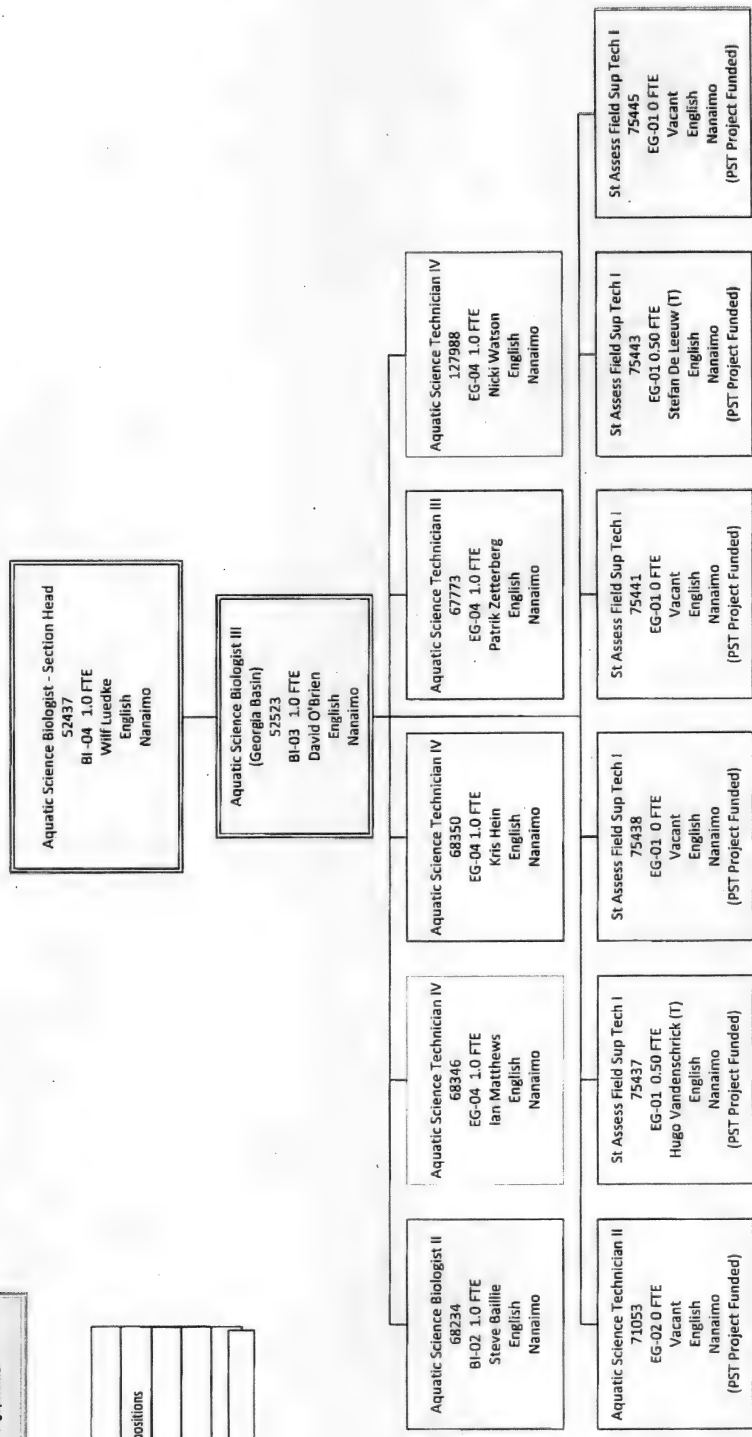 Aquatic Science Biologist - Section Head
52437
BI-04 1.0 FTE
Wilf Luedke
English
Nanaimo
Aquatic Science Biologist III
(Georgia Basin)
52523
BI-03 1.0 FTE
David O'Brien
English
Nanaimo
positions
Aquatic Science Biologist II
68234
BI-02 1.0 FTE
Steve Baillie
English
Nanaimo
Aquatic Science Technician IV
68346
EG-04 1.0 FTE
Ian Matthews
English
Nanaimo
Aquatic Science Technician IV
68350
EG-04 1.0 FTE
Kris Hein
English
Nanaimo
Aquatic Science Technician III
67773
EG-04 1.0 FTE
Patrik Zetterberg
English
Nanaimo
Aquatic Science Technician IV
127988
EG-04 1.0 FTE
Nicki Watson
English
Nanaimo
Aquatic Science Technician II
71053
EG-02 0 FTE
Vacant
English
Nanaimo
(PST Project Funded)
St Assess Field Sup Tech I
75437
EG-01 0.50 FTE
Hugo Vandenschrick (T)
English
Nanaimo
(PST Project Funded)
St Assess Field Sup Tech I
75438
EG-01 0 FTE
Vacant
English
Nanaimo
(PST Project Funded)
St Assess Field Sup Tech I
75441
EG-01 0 FTE
Vacant
English
Nanaimo
(PST Project Funded)
St Assess Field Sup Tech I
75443
EG-01 0.50 FTE
Stefan De Leeuw (T)
English
Nanaimo
(PST Project Funded)
St Assess Field Sup Tech I
75445
EG-01 0 FTE
Vacant
English
Nanaimo
(PST Project Funded)